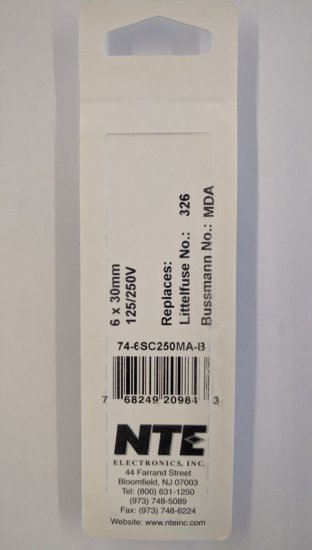 6 x 30mm
125/250V
Replaces:
Littelfuse No.: 326
Bussmann No.: MDA
74-6SC250MA-B
7 68249 20984 3
NTE
ELECTRONICS, INC.
44 Farrand Street
Bloomfield, NJ 07003
Tel: (800) 631-1250
(973) 748-5089
Fax: (973) 748-6224
Website: www.nteinc.com